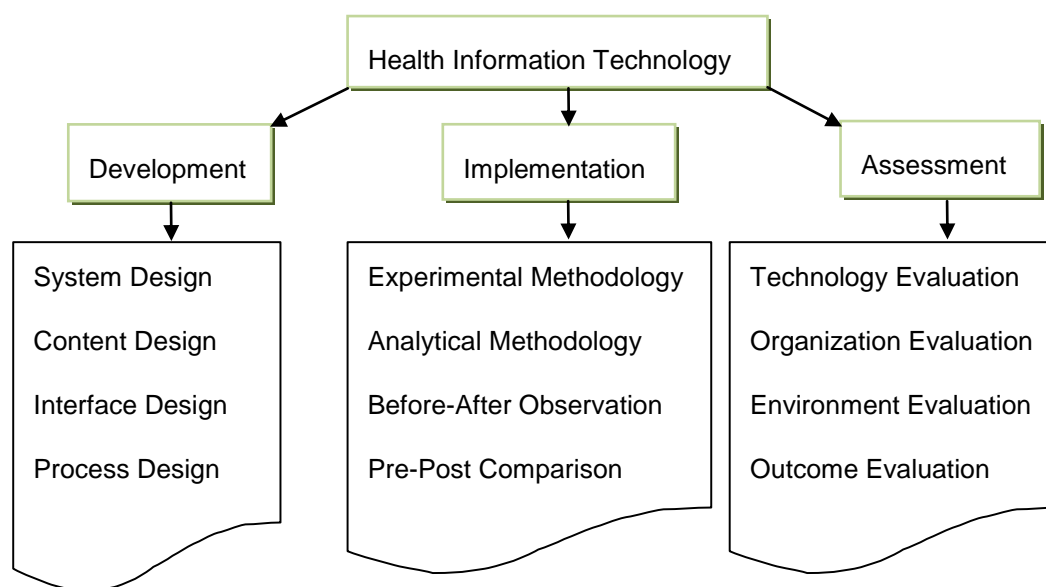 Health Information Technology
Development
Implementation
Assessment
System Design
Content Design
Interface Design
Process Design
Experimental Methodology
Analytical Methodology
Before-After Observation
Pre-Post Comparison
Technology Evaluation
Organization Evaluation
Environment Evaluation
Outcome Evaluation